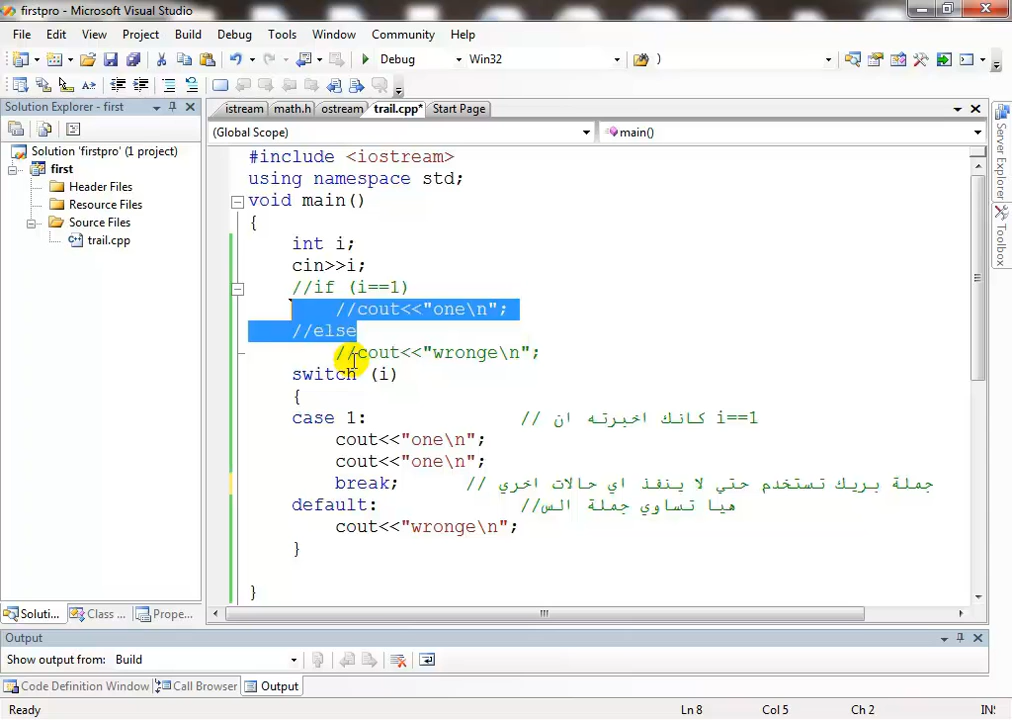 firstpro - Microsoft Visual Studio
File Edit View Project Build Debug Tools Window Community Help
Debug Win32 )
Solution Explorer - first
istream math.h ostream trail.cpp* Start Page
(Global Scope) main()
Solution 'firstpro' (1 project)
first
Header Files
Resource Files
Source Files
trail.cpp
#include <iostream>
using namespace std;
void main()
{
int i;
cin>>i;
//if (i==1)
//cout<<"one\n";
//else
//cout<<"wronge\n";
switch (i)
{
case 1: // كانك اخبرته ان i==1
cout<<"one\n";
cout<<"one\n";
break; // جملة بريك تستخدم حتي لا ينفذ اي حالات اخري
default: //هيا تساوي جملة الس
cout<<"wronge\n";
}
}
Server Explorer
Toolbox
Soluti... Class ... Prope...
Output
Show output from: Build
Code Definition Window Call Browser Output
Ready Ln 8 Col 5 Ch 2 INS